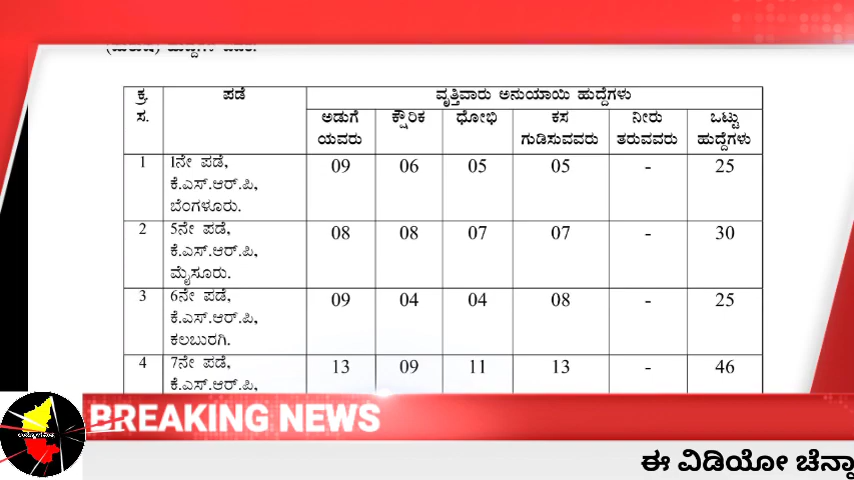 ಕ್ರ. ಪಡೆ ವೃತ್ತಿವಾರು ಅನುಯಾಯಿ ಹುದ್ದೆಗಳು
ಸ. ಅಡುಗೆ ಕ್ಷೌರಿಕ ಧೋಭಿ ಕಸ ನೀರು ಒಟ್ಟು
ಯವರು ಗುಡಿಸುವವರು ತರುವವರು ಹುದ್ದೆಗಳು
1 1ನೇ ಪಡೆ, 09 06 05 05 - 25
ಕೆ.ಎಸ್.ಆರ್.ಪಿ,
ಬೆಂಗಳೂರು.
2 5ನೇ ಪಡೆ, 08 08 07 07 - 30
ಕೆ.ಎಸ್.ಆರ್.ಪಿ,
ಮೈಸೂರು.
3 6ನೇ ಪಡೆ, 09 04 04 08 - 25
ಕೆ.ಎಸ್.ಆರ್.ಪಿ,
ಕಲಬುರಗಿ.
4 7ನೇ ಪಡೆ, 13 09 11 13 - 46
ಕೆ.ಎಸ್.ಆರ್.ಪಿ,
BREAKING NEWS
ಈ ವಿಡಿಯೋ